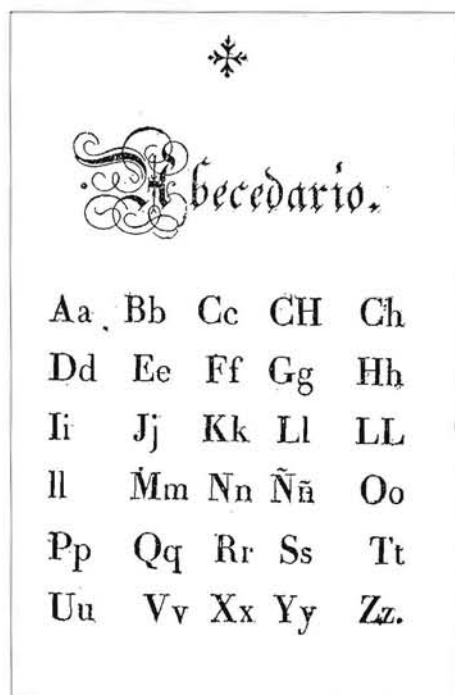 Abecedario.
Aa Bb Cc CH Ch
Dd Ee Ff Gg Hh
Ii Jj Kk Ll LL
ll Mm Nn Ññ Oo
Pp Qq Rr Ss Tt
Uu Vv Xx Yy Zz.